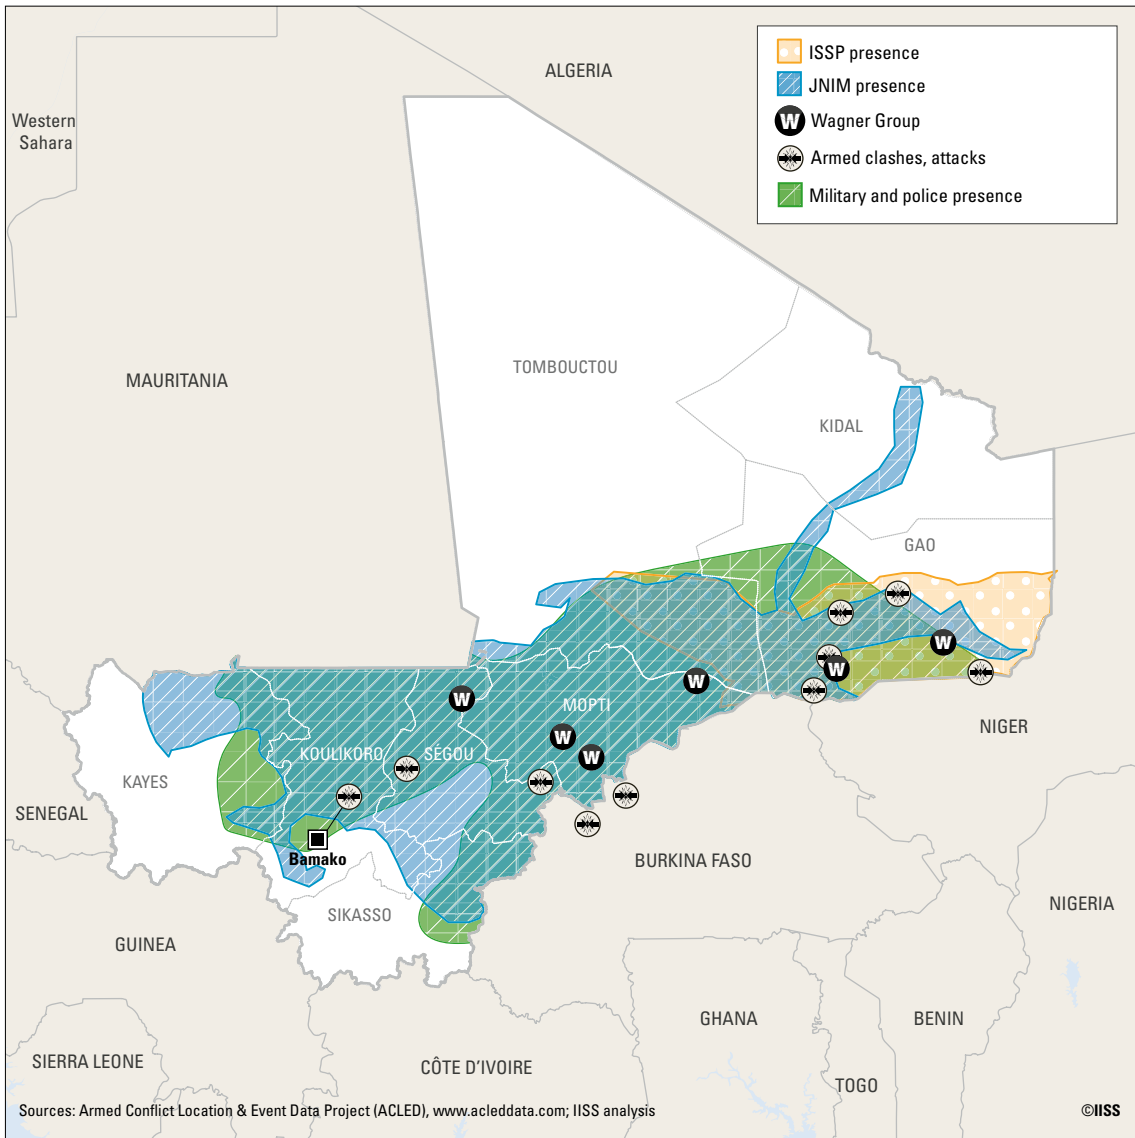 ISSP presence
JNIM presence
W Wagner Group
Armed clashes, attacks
Military and police presence
ALGERIA
Western
Sahara
TOMBOUCTOU
MAURITANIA
KIDAL
GAO
W
W
W
W
MOPTI
NIGER
W
W
KOULIKORO
SÉGOU
KAYES
SENEGAL
Bamako
BURKINA FASO
SIKASSO
NIGERIA
GUINEA
GHANA
BENIN
SIERRA LEONE
CÔTE D'IVOIRE
TOGO
Sources: Armed Conflict Location & Event Data Project (ACLED), www.acleddata.com; IISS analysis
©IISS